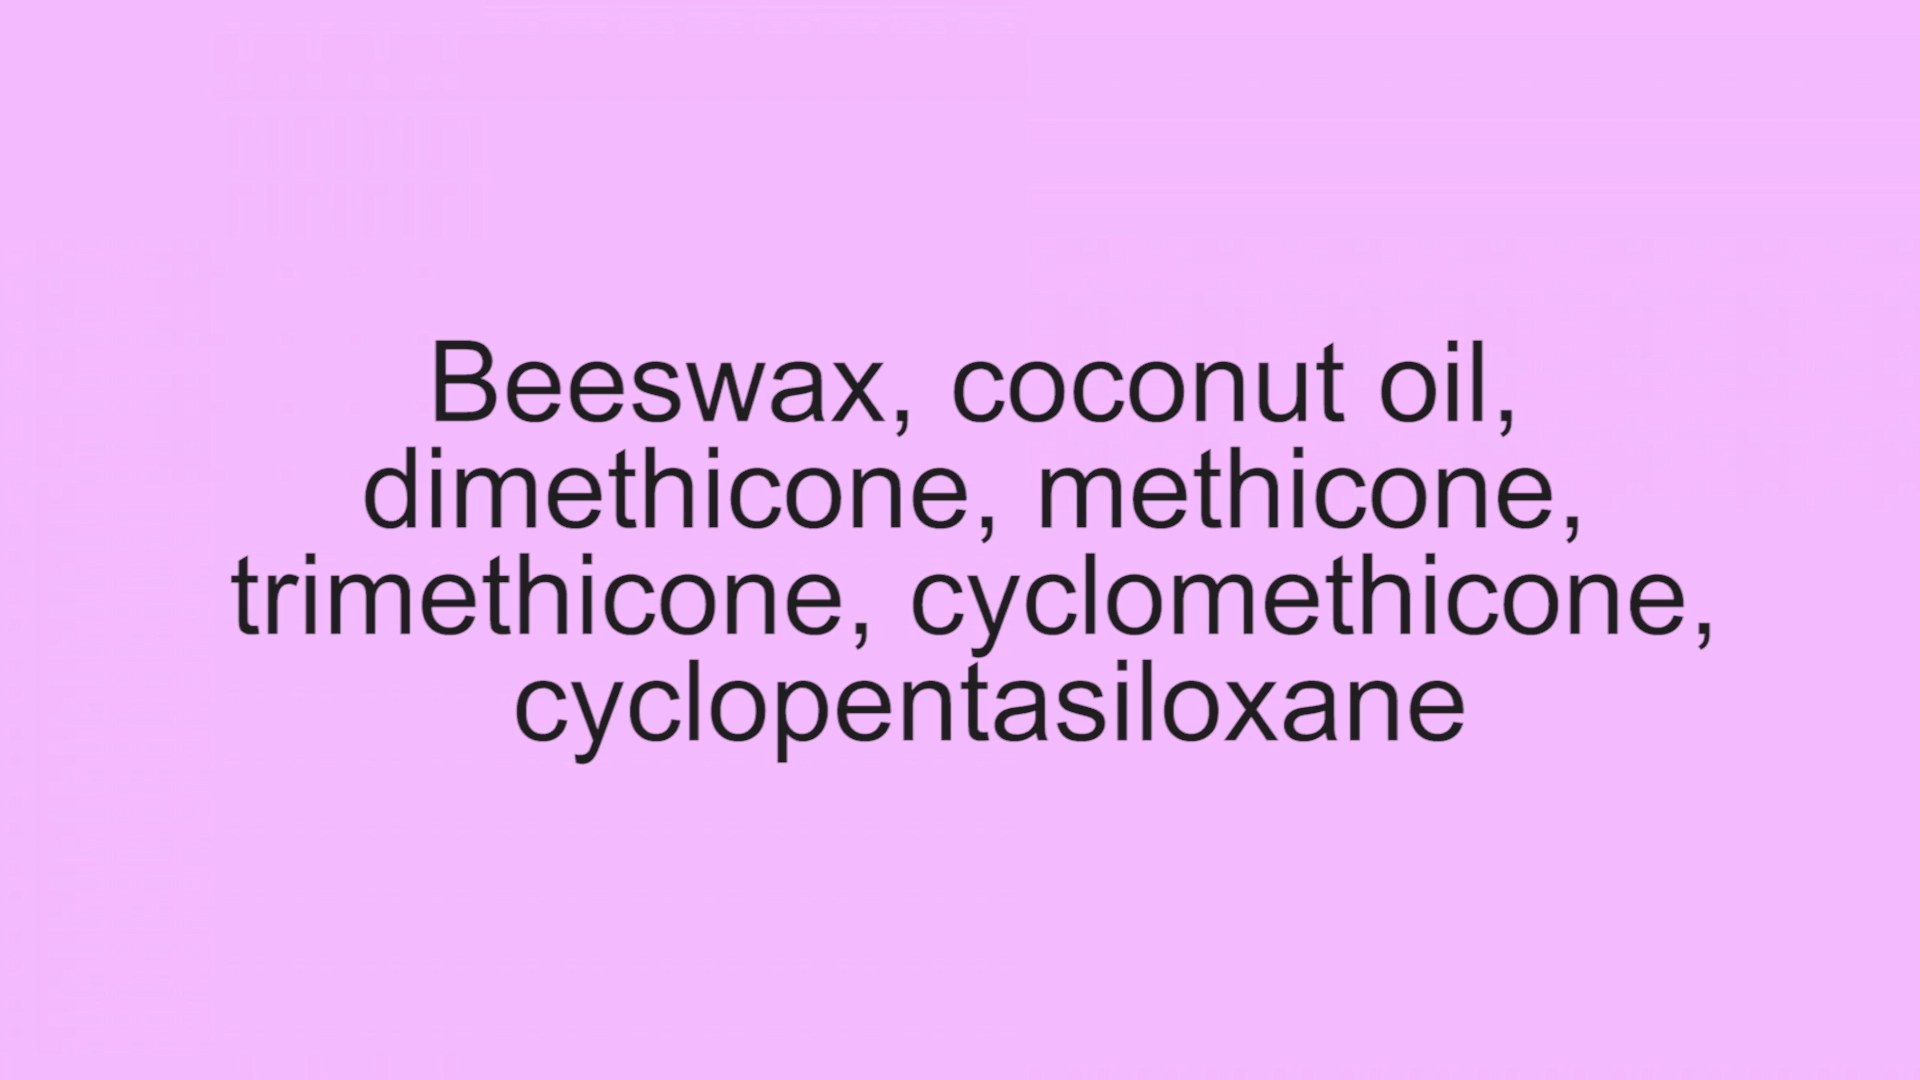 Beeswax, coconut oil,
dimethicone, methicone,
trimethicone, cyclomethicone,
cyclopentasiloxane